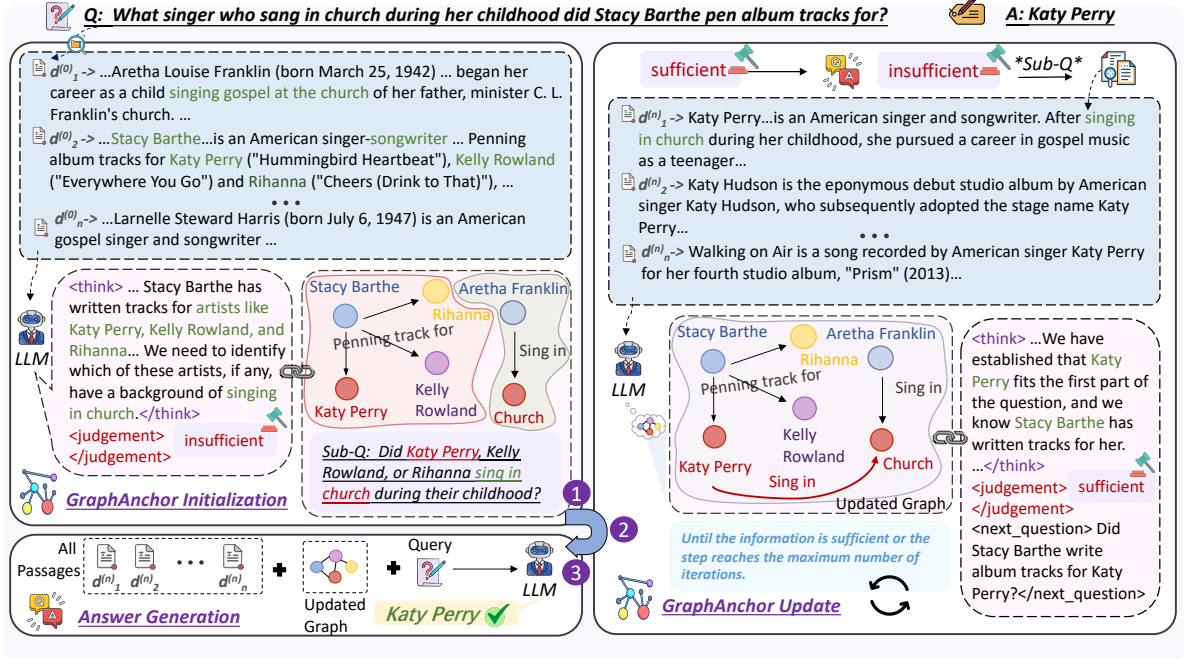 Q: What singer who sang in church during her childhood did Stacy Barthe pen album tracks for?
A: Katy Perry
d(0)1 -> ...Aretha Louise Franklin (born March 25, 1942) ... began her
career as a child singing gospel at the church of her father, minister C. L.
Franklin's church. ...
d(0)2 -> ...Stacy Barthe...is an American singer-songwriter ... Penning
album tracks for Katy Perry ("Hummingbird Heartbeat"), Kelly Rowland
("Everywhere You Go") and Rihanna ("Cheers (Drink to That)"), ...
...
d(0)n-> ...Larnelle Steward Harris (born July 6, 1947) is an American
gospel singer and songwriter ...
LLM
<think> ... Stacy Barthe has
written tracks for artists like
Katy Perry, Kelly Rowland, and
Rihanna... We need to identify
which of these artists, if any,
have a background of singing
in church.</think>
<judgement>
insufficient
</judgement>
GraphAnchor Initialization
Stacy Barthe
Aretha Franklin
Rihanna
Penning track for
Sing in
Kelly
Rowland
Katy Perry
Church
Sub-Q: Did Katy Perry, Kelly
Rowland, or Rihanna sing in
church during their childhood?
1
2
3
All
Passages
d(n)1
d(n)2
...
d(n)n
+
Updated
Graph
+
Query
LLM
Katy Perry
Answer Generation
sufficient
Q
A
insufficient
*Sub-Q*
d(n)1-> Katy Perry...is an American singer and songwriter. After singing
in church during her childhood, she pursued a career in gospel music
as a teenager...
d(n)2-> Katy Hudson is the eponymous debut studio album by American
singer Katy Hudson, who subsequently adopted the stage name Katy
Perry...
...
d(n)n-> Walking on Air is a song recorded by American singer Katy Perry
for her fourth studio album, "Prism" (2013)...
LLM
Stacy Barthe
Aretha Franklin
Rihanna
Penning track for
Sing in
Kelly
Rowland
Katy Perry
Church
Sing in
Updated Graph
<think> ...We have
established that Katy
Perry fits the first part of
the question, and we
know Stacy Barthe has
written tracks for her.
...</think>
<judgement>
sufficient
</judgement>
<next_question> Did
Stacy Barthe write
album tracks for Katy
Perry?</next_question>
Until the information is sufficient or the
step reaches the maximum number of
iterations.
GraphAnchor Update
Q
A